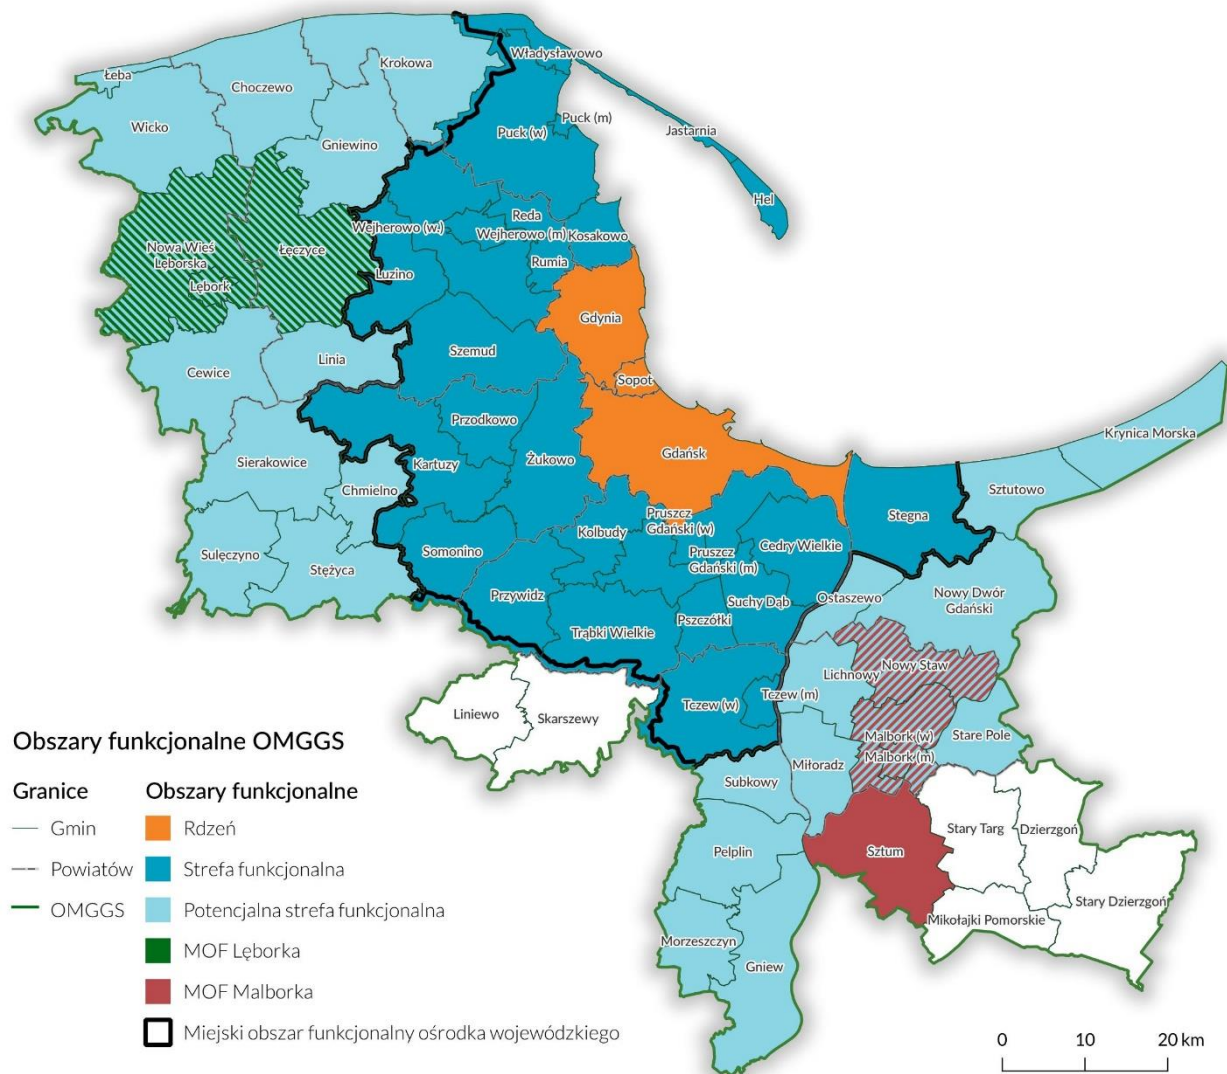 Władysławowo
Krokowa
Łeba
Choczewo
Puck (m)
Wicko
Puck (w)
Jastarnia
Gniewino
Hel
Reda
Wejherowo (w.)
Wejherowo (m)
Kosakowo
Nowa Wieś
Lęborska
Łęczyce
Rumia
Luzino
Lębork
Gdynia
Szemud
Linia
Cewice
Sopot
Przodkowo
Krynica Morska
Gdańsk
Żukowo
Sierakowice
Kartuzy
Chmielno
Sztutowo
Pruszcz
Gdański (w)
Stegna
Kolbudy
Cedry Wielkie
Somonino
Pruszcz
Gdański (m)
Sulęczyno
Stężyca
Przywidz
Suchy Dąb
Ostaszewo
Nowy Dwór
Gdański
Pszczółki
Trąbki Wielkie
Nowy Staw
Lichnowy
Tczew (m)
Tczew (w)
Liniewo
Skarszewy
Malbork (w)
Stare Pole
Malbork (m)
Miłoradz
Subkowy
Stary Targ
Dzierzgoń
Pelplin
Sztum
Stary Dzierzgoń
Mikołajki Pomorskie
Morzeszczyn
Gniew
Obszary funkcjonalne OMGGS
Granice
Gmin
Powiatów
OMGGS
Obszary funkcjonalne
Rdzeń
Strefa funkcjonalna
Potencjalna strefa funkcjonalna
MOF Lęborka
MOF Malborka
Miejski obszar funkcjonalny ośrodka wojewódzkiego
0 10 20 km